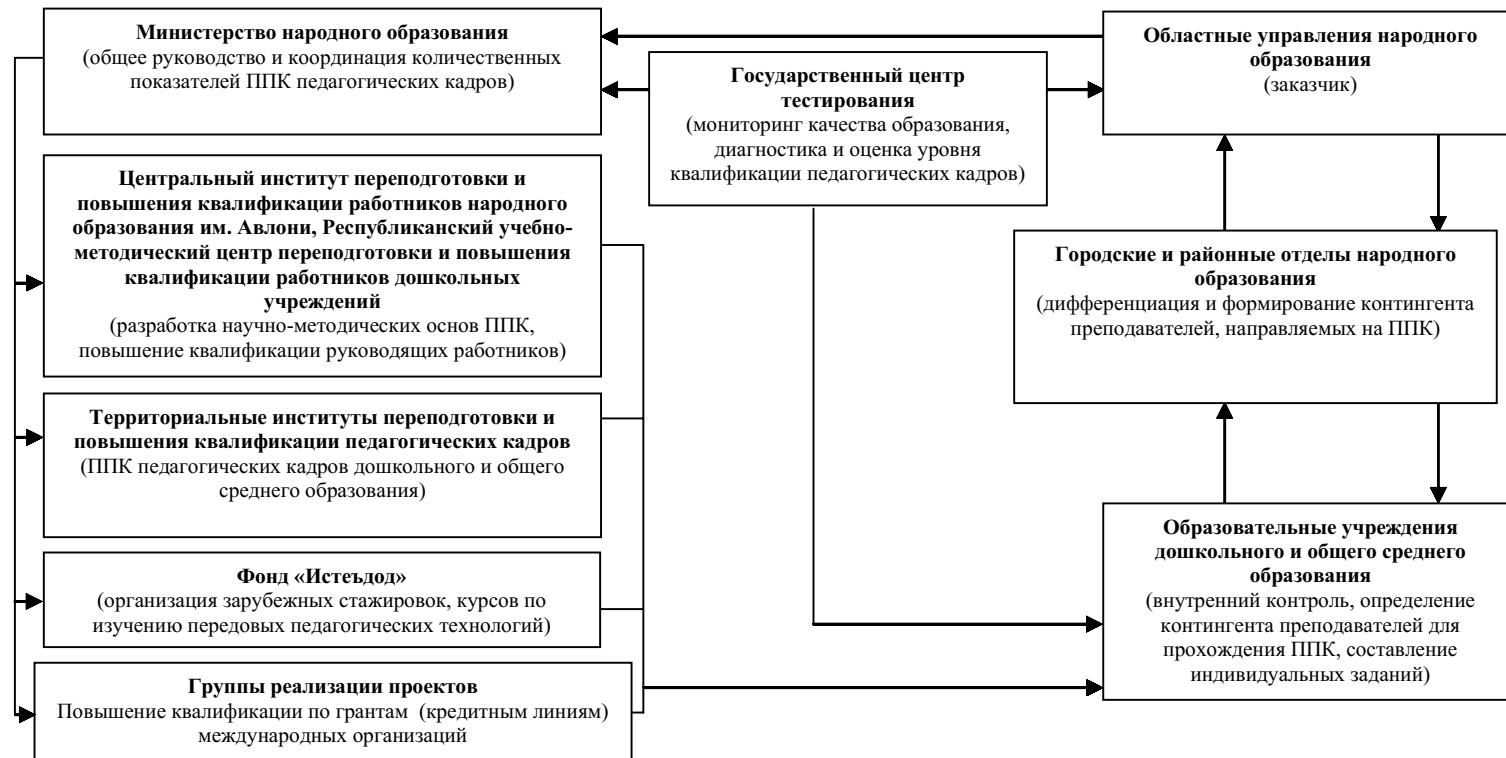 Министерство народного образования
(общее руководство и координация количественных
показателей ППК педагогических кадров)
Государственный центр
тестирования
(мониторинг качества образования,
диагностика и оценка уровня
квалификации педагогических кадров)
Областные управления народного
образования
(заказчик)
Центральный институт переподготовки и
повышения квалификации работников народного
образования им. Авлони, Республиканский учебно-
методический центр переподготовки и повышения
квалификации работников дошкольных
учреждений
(разработка научно-методических основ ППК,
повышение квалификации руководящих работников)
Городские и районные отделы народного
образования
(дифференциация и формирование контингента
преподавателей, направляемых на ППК)
Территориальные институты переподготовки и
повышения квалификации педагогических кадров
(ППК педагогических кадров дошкольного и общего
среднего образования)
Образовательные учреждения
дошкольного и общего среднего
образования
(внутренний контроль, определение
контингента преподавателей для
прохождения ППК, составление
индивидуальных заданий)
Фонд «Истеъдод»
(организация зарубежных стажировок, курсов по
изучению передовых педагогических технологий)
Группы реализации проектов
Повышение квалификации по грантам (кредитным линиям)
международных организаций